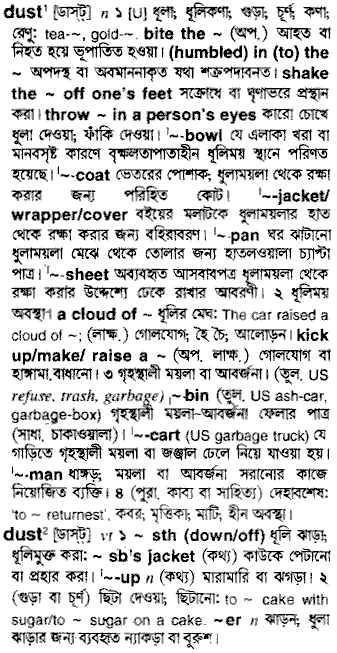 dust¹ [ডাস্ট্] n ১ [U] ধুলা; ধূলিকণা, গুড়া; চূর্ণ, কণা;
রেণু: tea-~, gold-~. bite the ~ (অপ.) আহত বা
নিহত হয়ে ভূপাতিত হওয়া। (humbled) in (to) the
~ অপদস্থ বা অবমাননাকৃত যথা শত্রুপদাবনত। shake
the ~ off one's feet সক্রোধে বা ঘৃণাভরে প্রস্থান
করা। throw ~ in a person's eyes কারো চোখে
ধুলা দেওয়া; ফাঁকি দেওয়া। ˈ~-bowl যে এলাকা খরা বা
মানবসৃষ্ট কারণে বৃক্ষলতাপাতাহীন ধূলিময় স্থানে পরিণত
হয়েছে। ˈ~-coat ভেতরের পোশাক; ধুলাময়লা থেকে রক্ষা
করার জন্য পরিহিত কোট। ˈ~-jacket/
wrapper/cover বইয়ের মলাটকে ধুলাময়লার হাত
থেকে রক্ষা করার জন্য বহিরাবরণ। ˈ~-pan ঘর ঝাটানো
ধুলাময়লা মেঝে থেকে তোলার জন্য হাতলওয়ালা চ্যাপ্টা
পাত্র। ˈ~-sheet অব্যবহৃত আসবাবপত্র ধুলাময়লা থেকে
রক্ষা করার উদ্দেশ্যে ঢেকে রাখার আবরণী। ২ ধূলিময়
অবস্থা। a cloud of ~ ধূলির মেঘ: The car raised a
cloud of ~; (লাক্ষ.) গোলযোগ; হৈ চৈ; আলোড়ন। kick
up/make/ raise a ~ (অপ. লাক্ষ.) গোলযোগ বা
হাঙ্গামা বাধানো। ৩ গৃহস্থালী ময়লা বা আবর্জনা। (তুল. US
refuse, trash, garbage) ˌ~-bin (তুল. US ash-car,
garbage-box) গৃহস্থালী ময়লা-আবর্জনা ফেলার পাত্র
(সাধা. চাকাওয়ালা)। ˈ~-cart (US garbage truck) যে
গাড়িতে গৃহস্থালী ময়লা বা জঞ্জাল ঢেলে নিয়ে যাওয়া হয়।
ˈ~-man ধাঙ্গড়; ময়লা বা আবর্জনা সরানোর কাজে
নিয়োজিত ব্যক্তি। ৪ (পুরা. কাব্য বা সাহিত্য) দেহাবশেষ:
‘to ~ returnest’, কবর; মৃত্তিকা; মাটি; হীন অবস্থা।
dust² [ডাস্ট্] vt ১ ~ sth (down/off) ধূলি ঝাড়া;
ধূলিমুক্ত করা: ~ sb's jacket (কথ্য) কাউকে পেটানো
বা প্রহার করা। ˈ~-up n (কথ্য) মারামারি বা ঝগড়া। ২
(গুড়া বা চূর্ণ) ছিটা দেওয়া; ছিটানো: to ~ cake with
sugar/to ~ sugar on a cake. ~er n ঝাড়ন; ধুলা
ঝাড়ার জন্য ব্যবহৃত ন্যাকড়া বা বুরুশ।